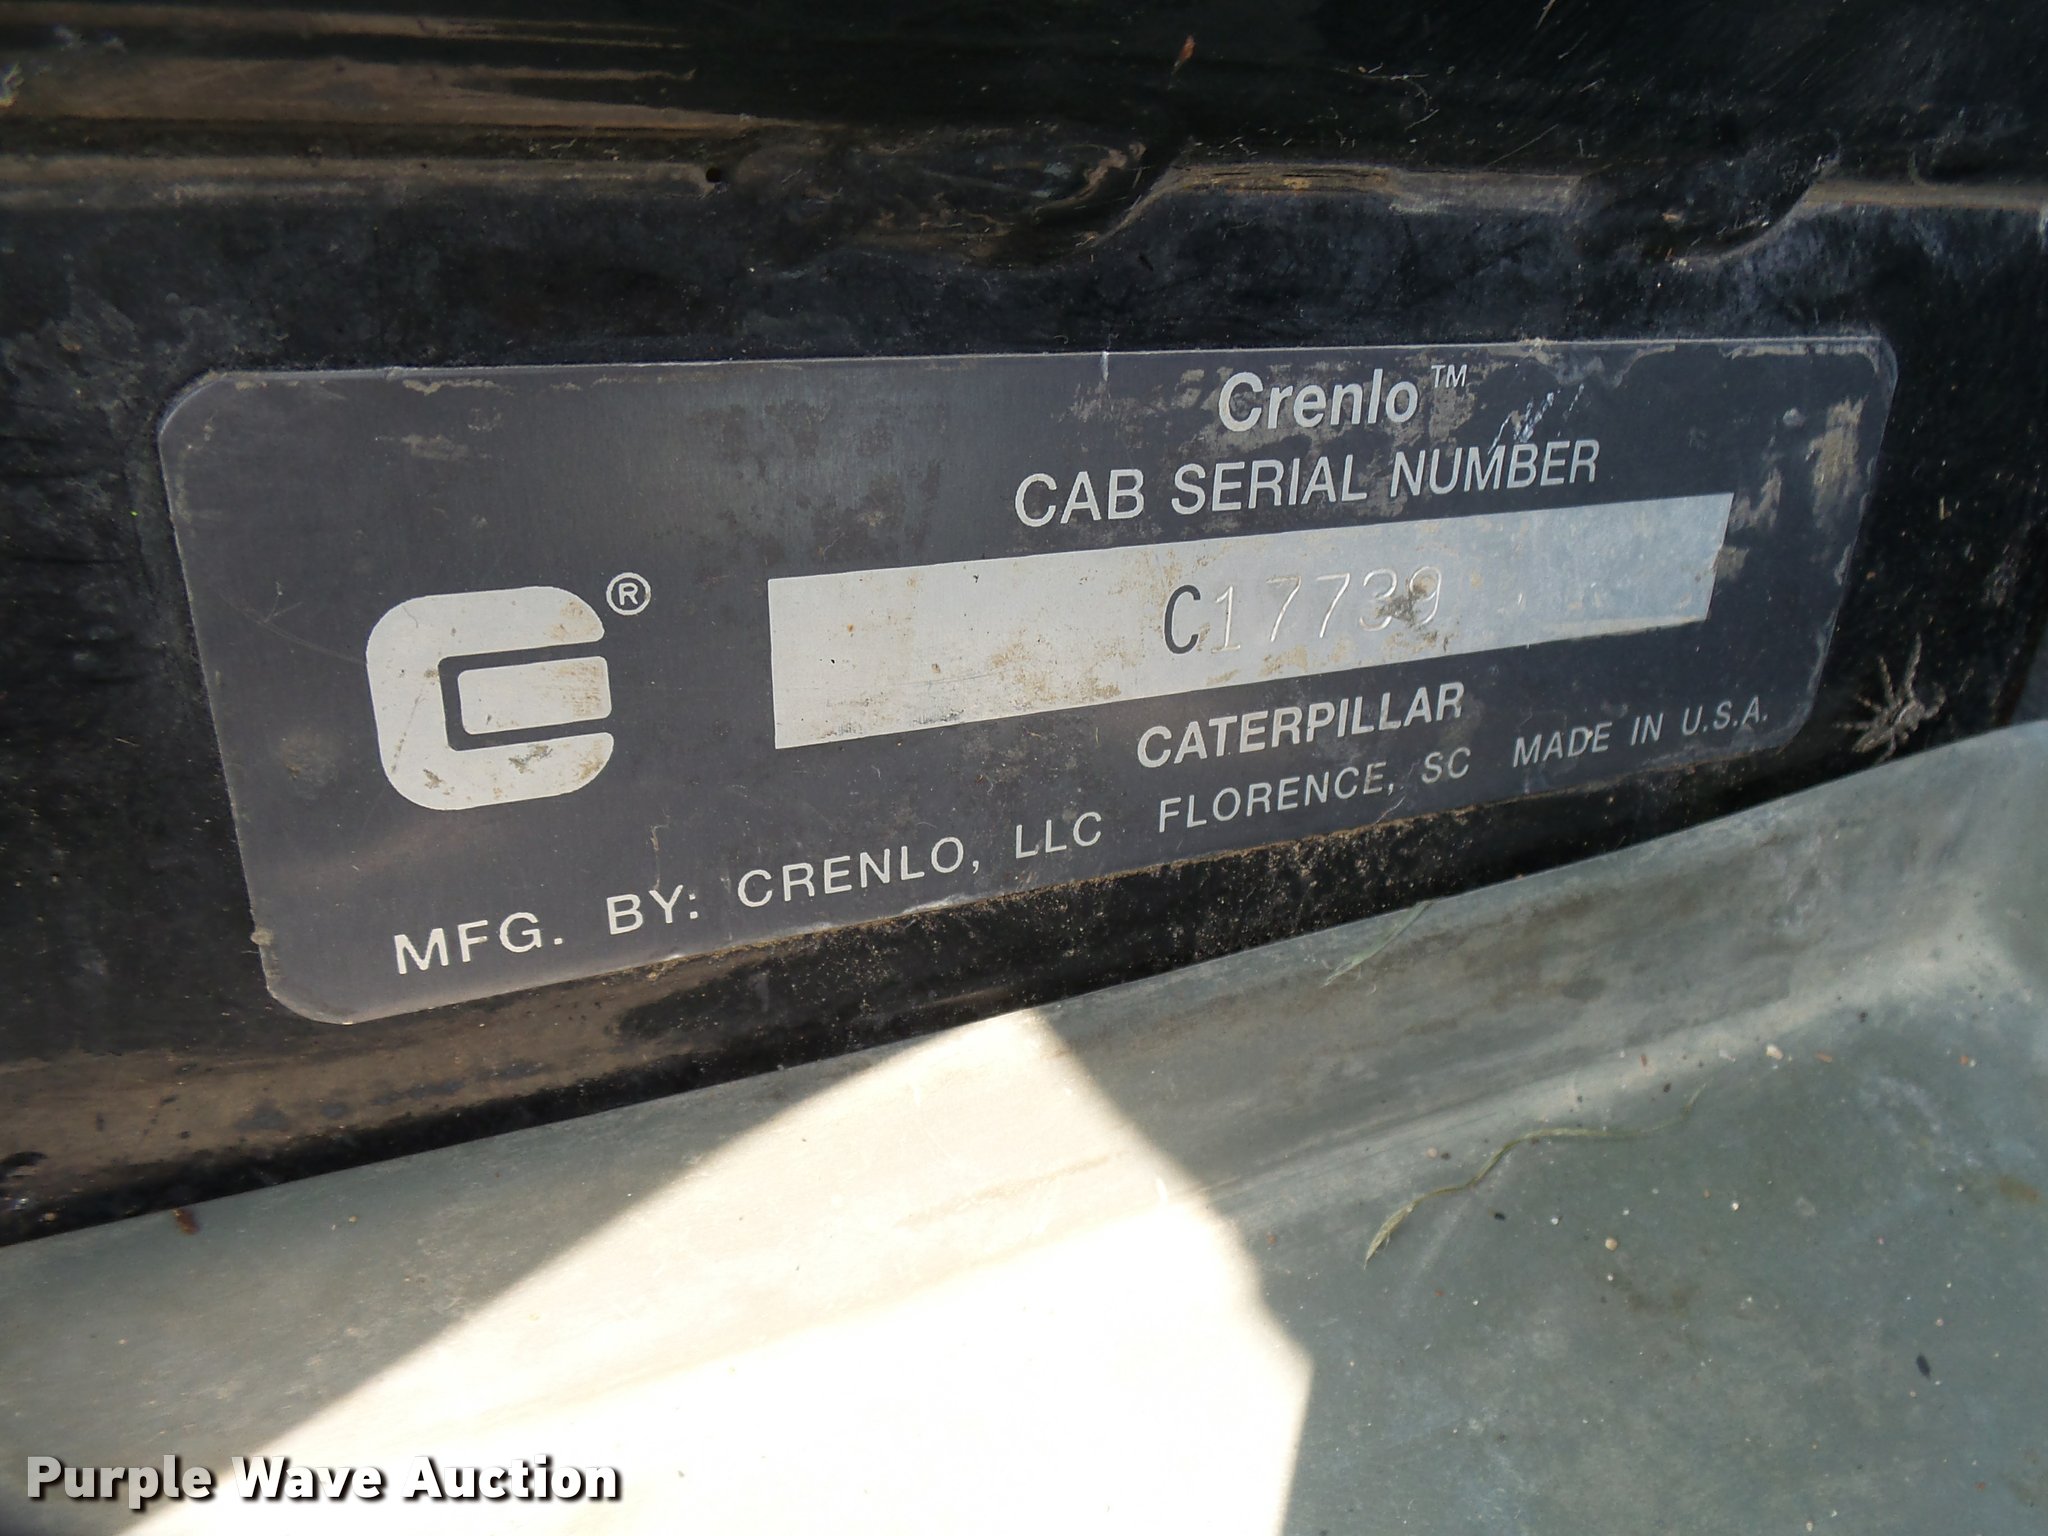 Crenlo™
CAB SERIAL NUMBER
®
C17739
CATERPILLAR
MFG. BY: CRENLO, LLC FLORENCE, SC MADE IN U.S.A.
Purple Wave Auction